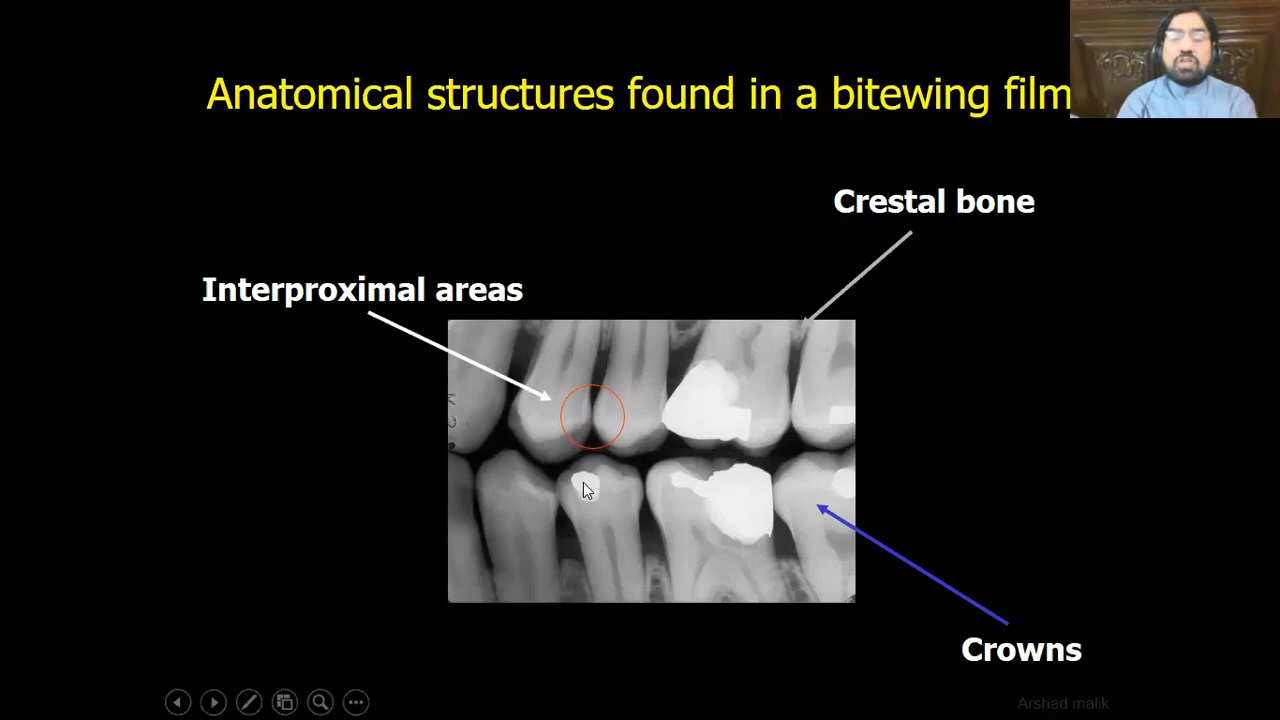 Anatomical structures found in a bitewing film
Crestal bone
Interproximal areas
Crowns
Arshad malik